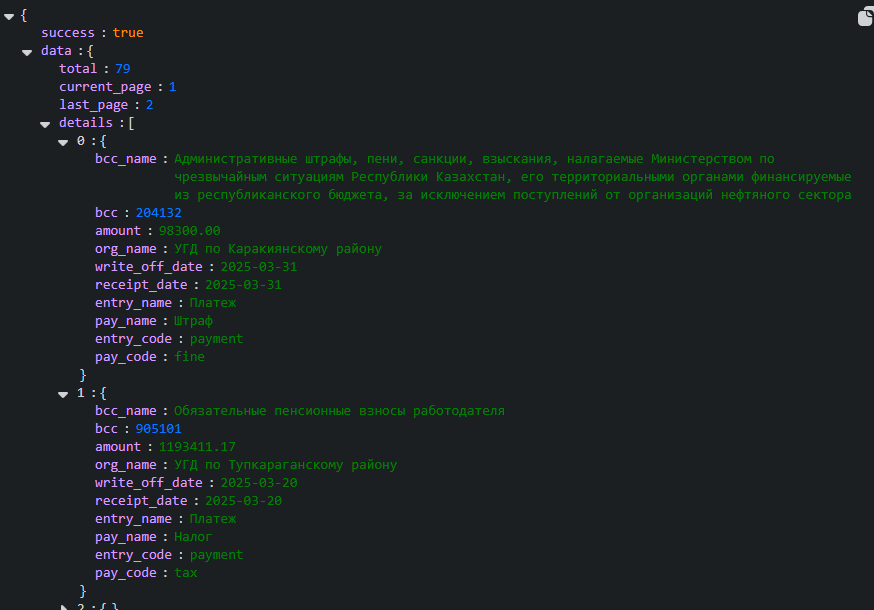 {
success : true
data : {
total : 79
current_page : 1
last_page : 2
details : [
0 : {
bcc_name : Административные штрафы, пени, санкции, взыскания, налагаемые Министерством по
чрезвычайным ситуациям Республики Казахстан, его территориальными органами финансируемые
из республиканского бюджета, за исключением поступлений от организаций нефтяного сектора
bcc : 204132
amount : 98300.00
org_name : УГД по Каракиянскому району
write_off_date : 2025-03-31
receipt_date : 2025-03-31
entry_name : Платеж
pay_name : Штраф
entry_code : payment
pay_code : fine
}
1 : {
bcc_name : Обязательные пенсионные взносы работодателя
bcc : 905101
amount : 1193411.17
org_name : УГД по Тупкараганскому району
write_off_date : 2025-03-20
receipt_date : 2025-03-20
entry_name : Платеж
pay_name : Налог
entry_code : payment
pay_code : tax
}
2 : { }